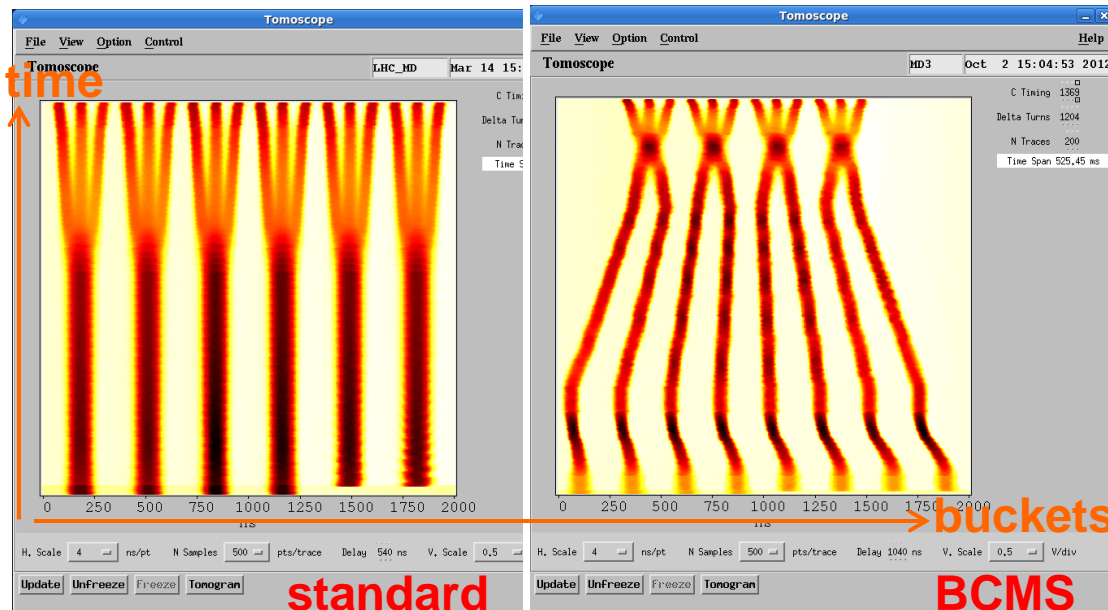 Tomoscope
File View Option Control
Tomoscope LHC_MD Mar 14 15:
time
C Tim
Delta Tur
N Trac
Time S
0 250 500 750 1000 1250 1500 1750 2000
ns
H. Scale 4 ns/pt N Samples 500 pts/trace Delay 540 ns V. Scale 0.5
Update Unfreeze Freeze Tomogram
standard
Tomoscope
File View Option Control Help
Tomoscope MD3 Oct 2 15:04:53 2012
C Timing 1369
Delta Turns 1204
N Traces 200
Time Span 525.45 ms
0 250 500 750 1000 1250 1500 1750 2000
buckets
H. Scale 4 ns/pt N Samples 500 pts/trace Delay 1040 ns V. Scale 0.5 V/div
Update Unfreeze Freeze Tomogram
BCMS